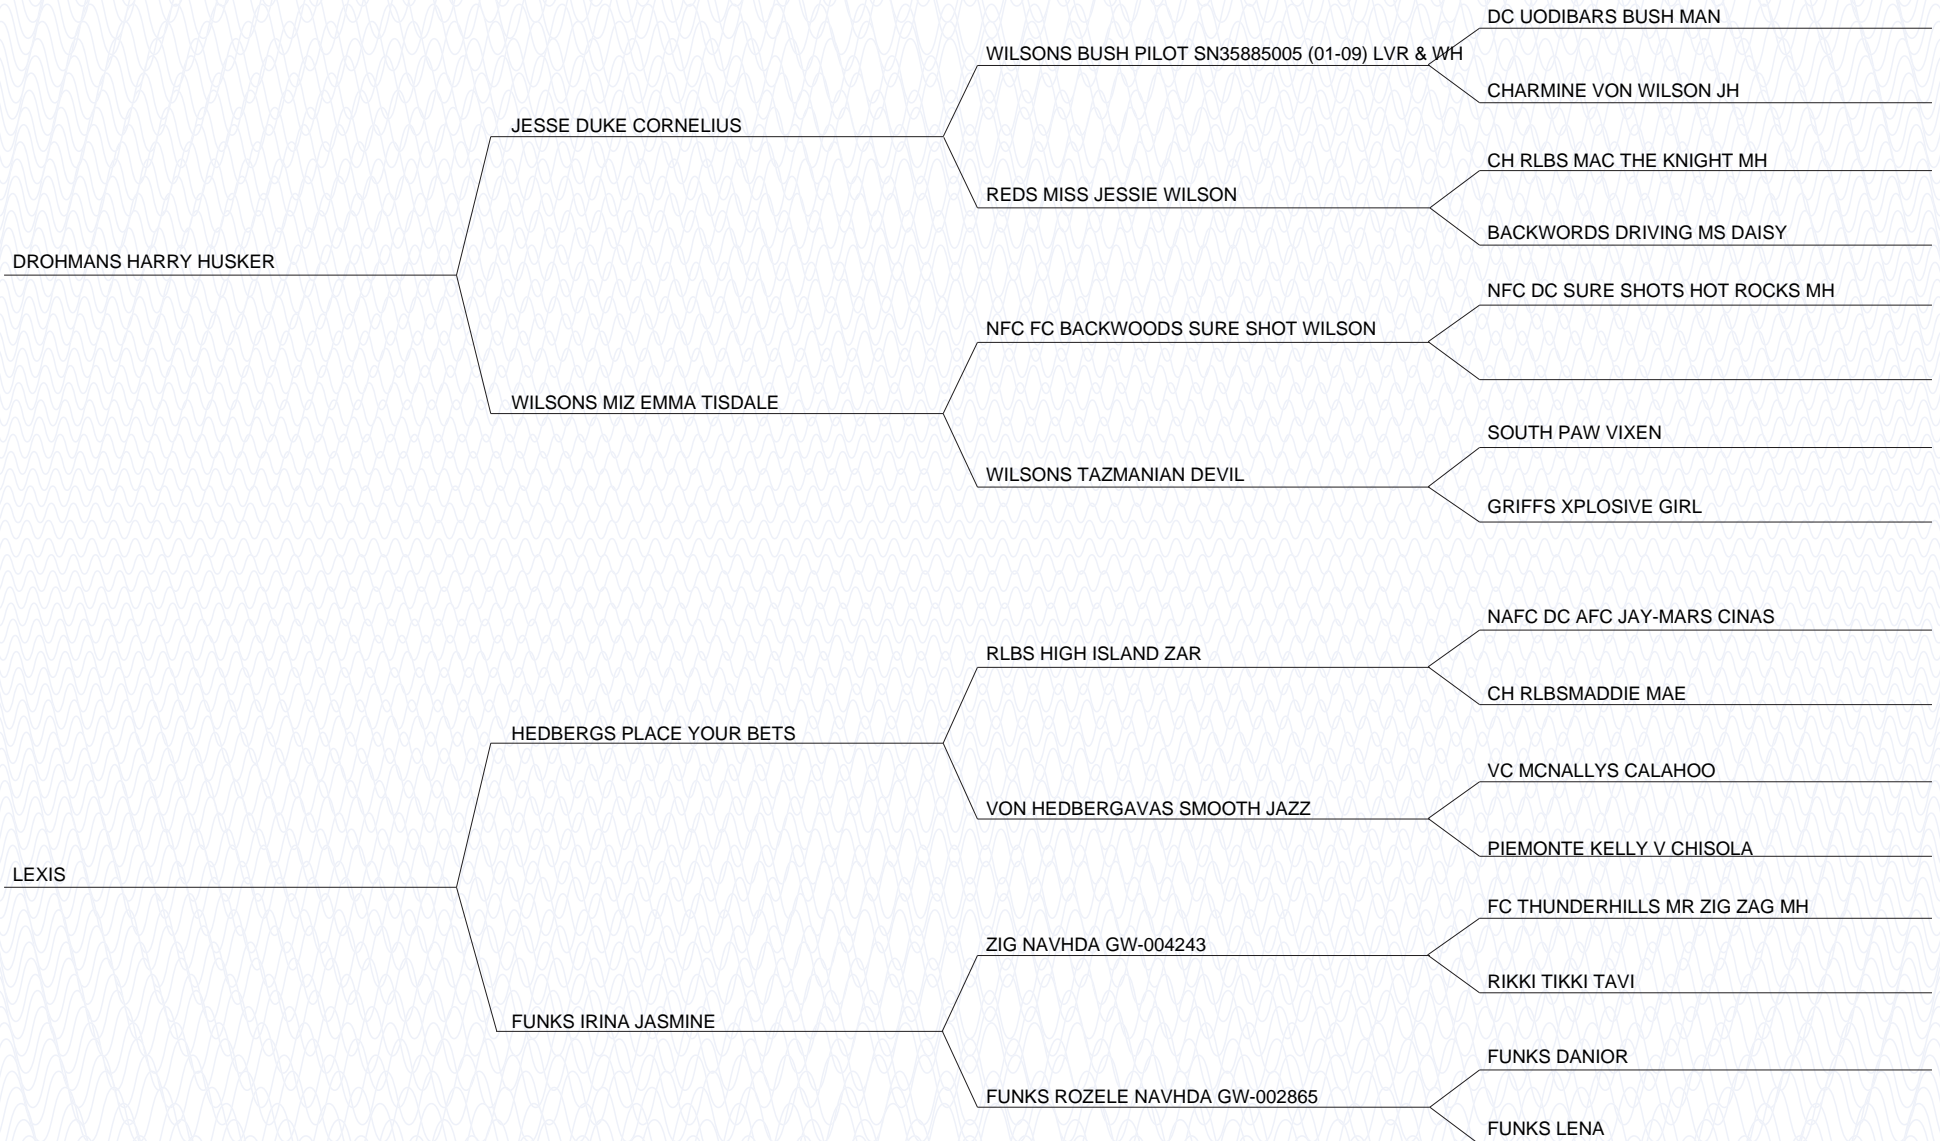 DC UODIBARS BUSH MAN
WILSONS BUSH PILOT SN35885005 (01-09) LVR & WH
CHARMINE VON WILSON JH
JESSE DUKE CORNELIUS
CH RLBS MAC THE KNIGHT MH
REDS MISS JESSIE WILSON
BACKWORDS DRIVING MS DAISY
DROHMANS HARRY HUSKER
NFC DC SURE SHOTS HOT ROCKS MH
NFC FC BACKWOODS SURE SHOT WILSON
WILSONS MIZ EMMA TISDALE
SOUTH PAW VIXEN
WILSONS TAZMANIAN DEVIL
GRIFFS XPLOSIVE GIRL
NAFC DC AFC JAY-MARS CINAS
RLBS HIGH ISLAND ZAR
CH RLBSMADDIE MAE
HEDBERGS PLACE YOUR BETS
VC MCNALLYS CALAHOO
VON HEDBERGAVAS SMOOTH JAZZ
PIEMONTE KELLY V CHISOLA
LEXIS
FC THUNDERHILLS MR ZIG ZAG MH
ZIG NAVHDA GW-004243
RIKKI TIKKI TAVI
FUNKS IRINA JASMINE
FUNKS DANIOR
FUNKS ROZELE NAVHDA GW-002865
FUNKS LENA